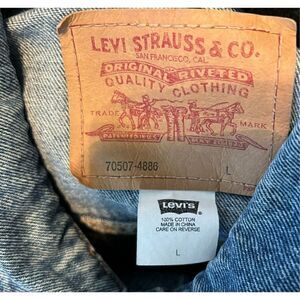 LEVI STRAUSS & CO.
SAN FRANCISCO, CAL.
ORIGINAL RIVETED
QUALITY CLOTHING
TRADE MARK
70507-4886 L
LEVI'S
100% COTTON
MADE IN CHINA
CARE ON REVERSE
L